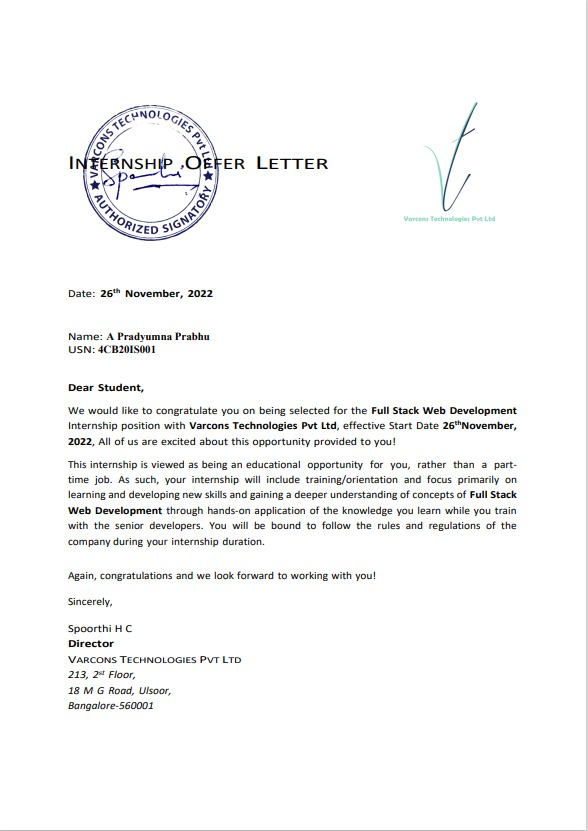 INTERNSHIP OFFER LETTER
VARCONS TECHNOLOGIES Pvt Ltd
AUTHORIZED SIGNATORY
Varcons Technologies Pvt Ltd
Date: 26th November, 2022
Name: A Pradyumna Prabhu
USN: 4CB20IS001
Dear Student,
We would like to congratulate you on being selected for the Full Stack Web Development
Internship position with Varcons Technologies Pvt Ltd, effective Start Date 26thNovember,
2022, All of us are excited about this opportunity provided to you!
This internship is viewed as being an educational opportunity for you, rather than a part-
time job. As such, your internship will include training/orientation and focus primarily on
learning and developing new skills and gaining a deeper understanding of concepts of Full Stack
Web Development through hands-on application of the knowledge you learn while you train
with the senior developers. You will be bound to follow the rules and regulations of the
company during your internship duration.
Again, congratulations and we look forward to working with you!
Sincerely,
Spoorthi H C
Director
VARCONS TECHNOLOGIES PVT LTD
213, 2st Floor,
18 M G Road, Ulsoor,
Bangalore-560001